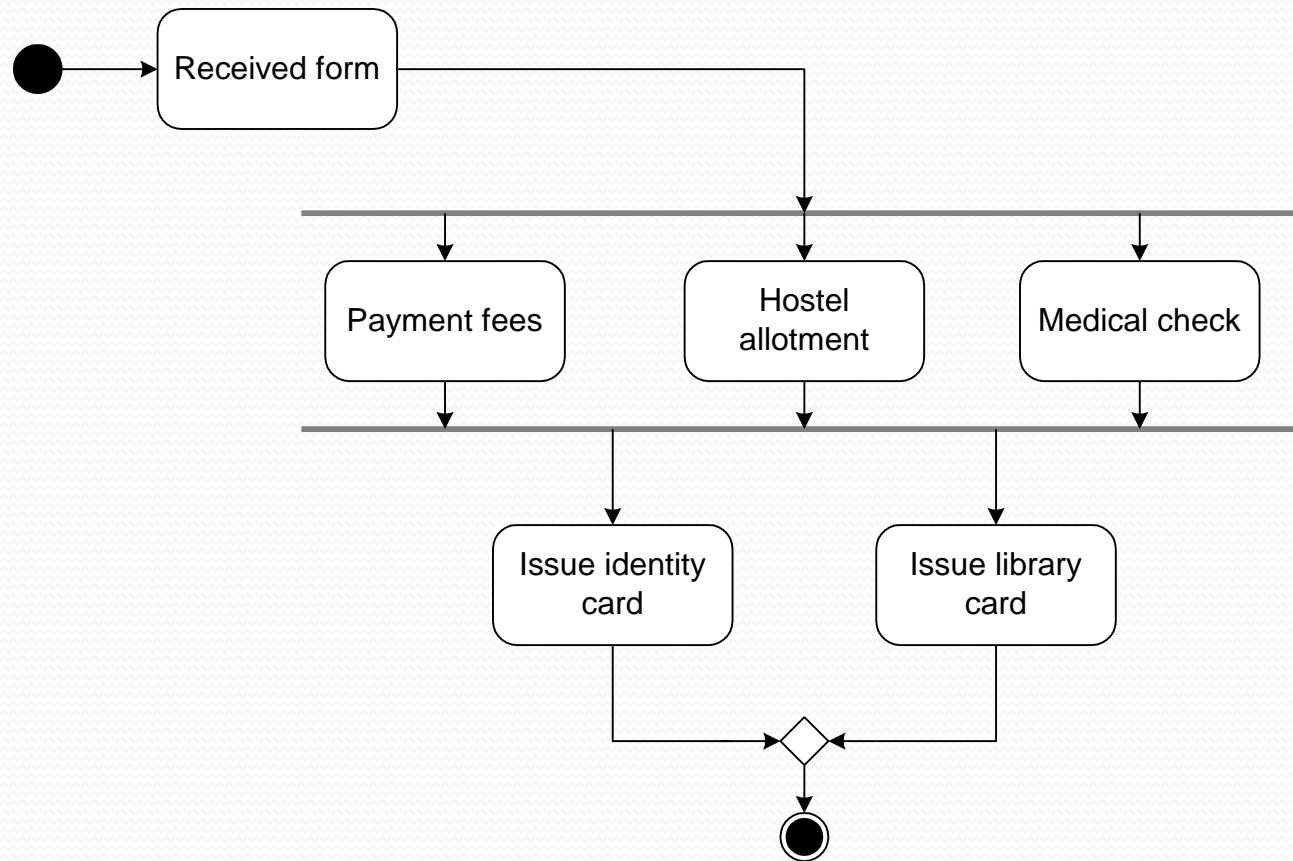 Received form
Payment fees
Hostel
allotment
Medical check
Issue identity
card
Issue library
card